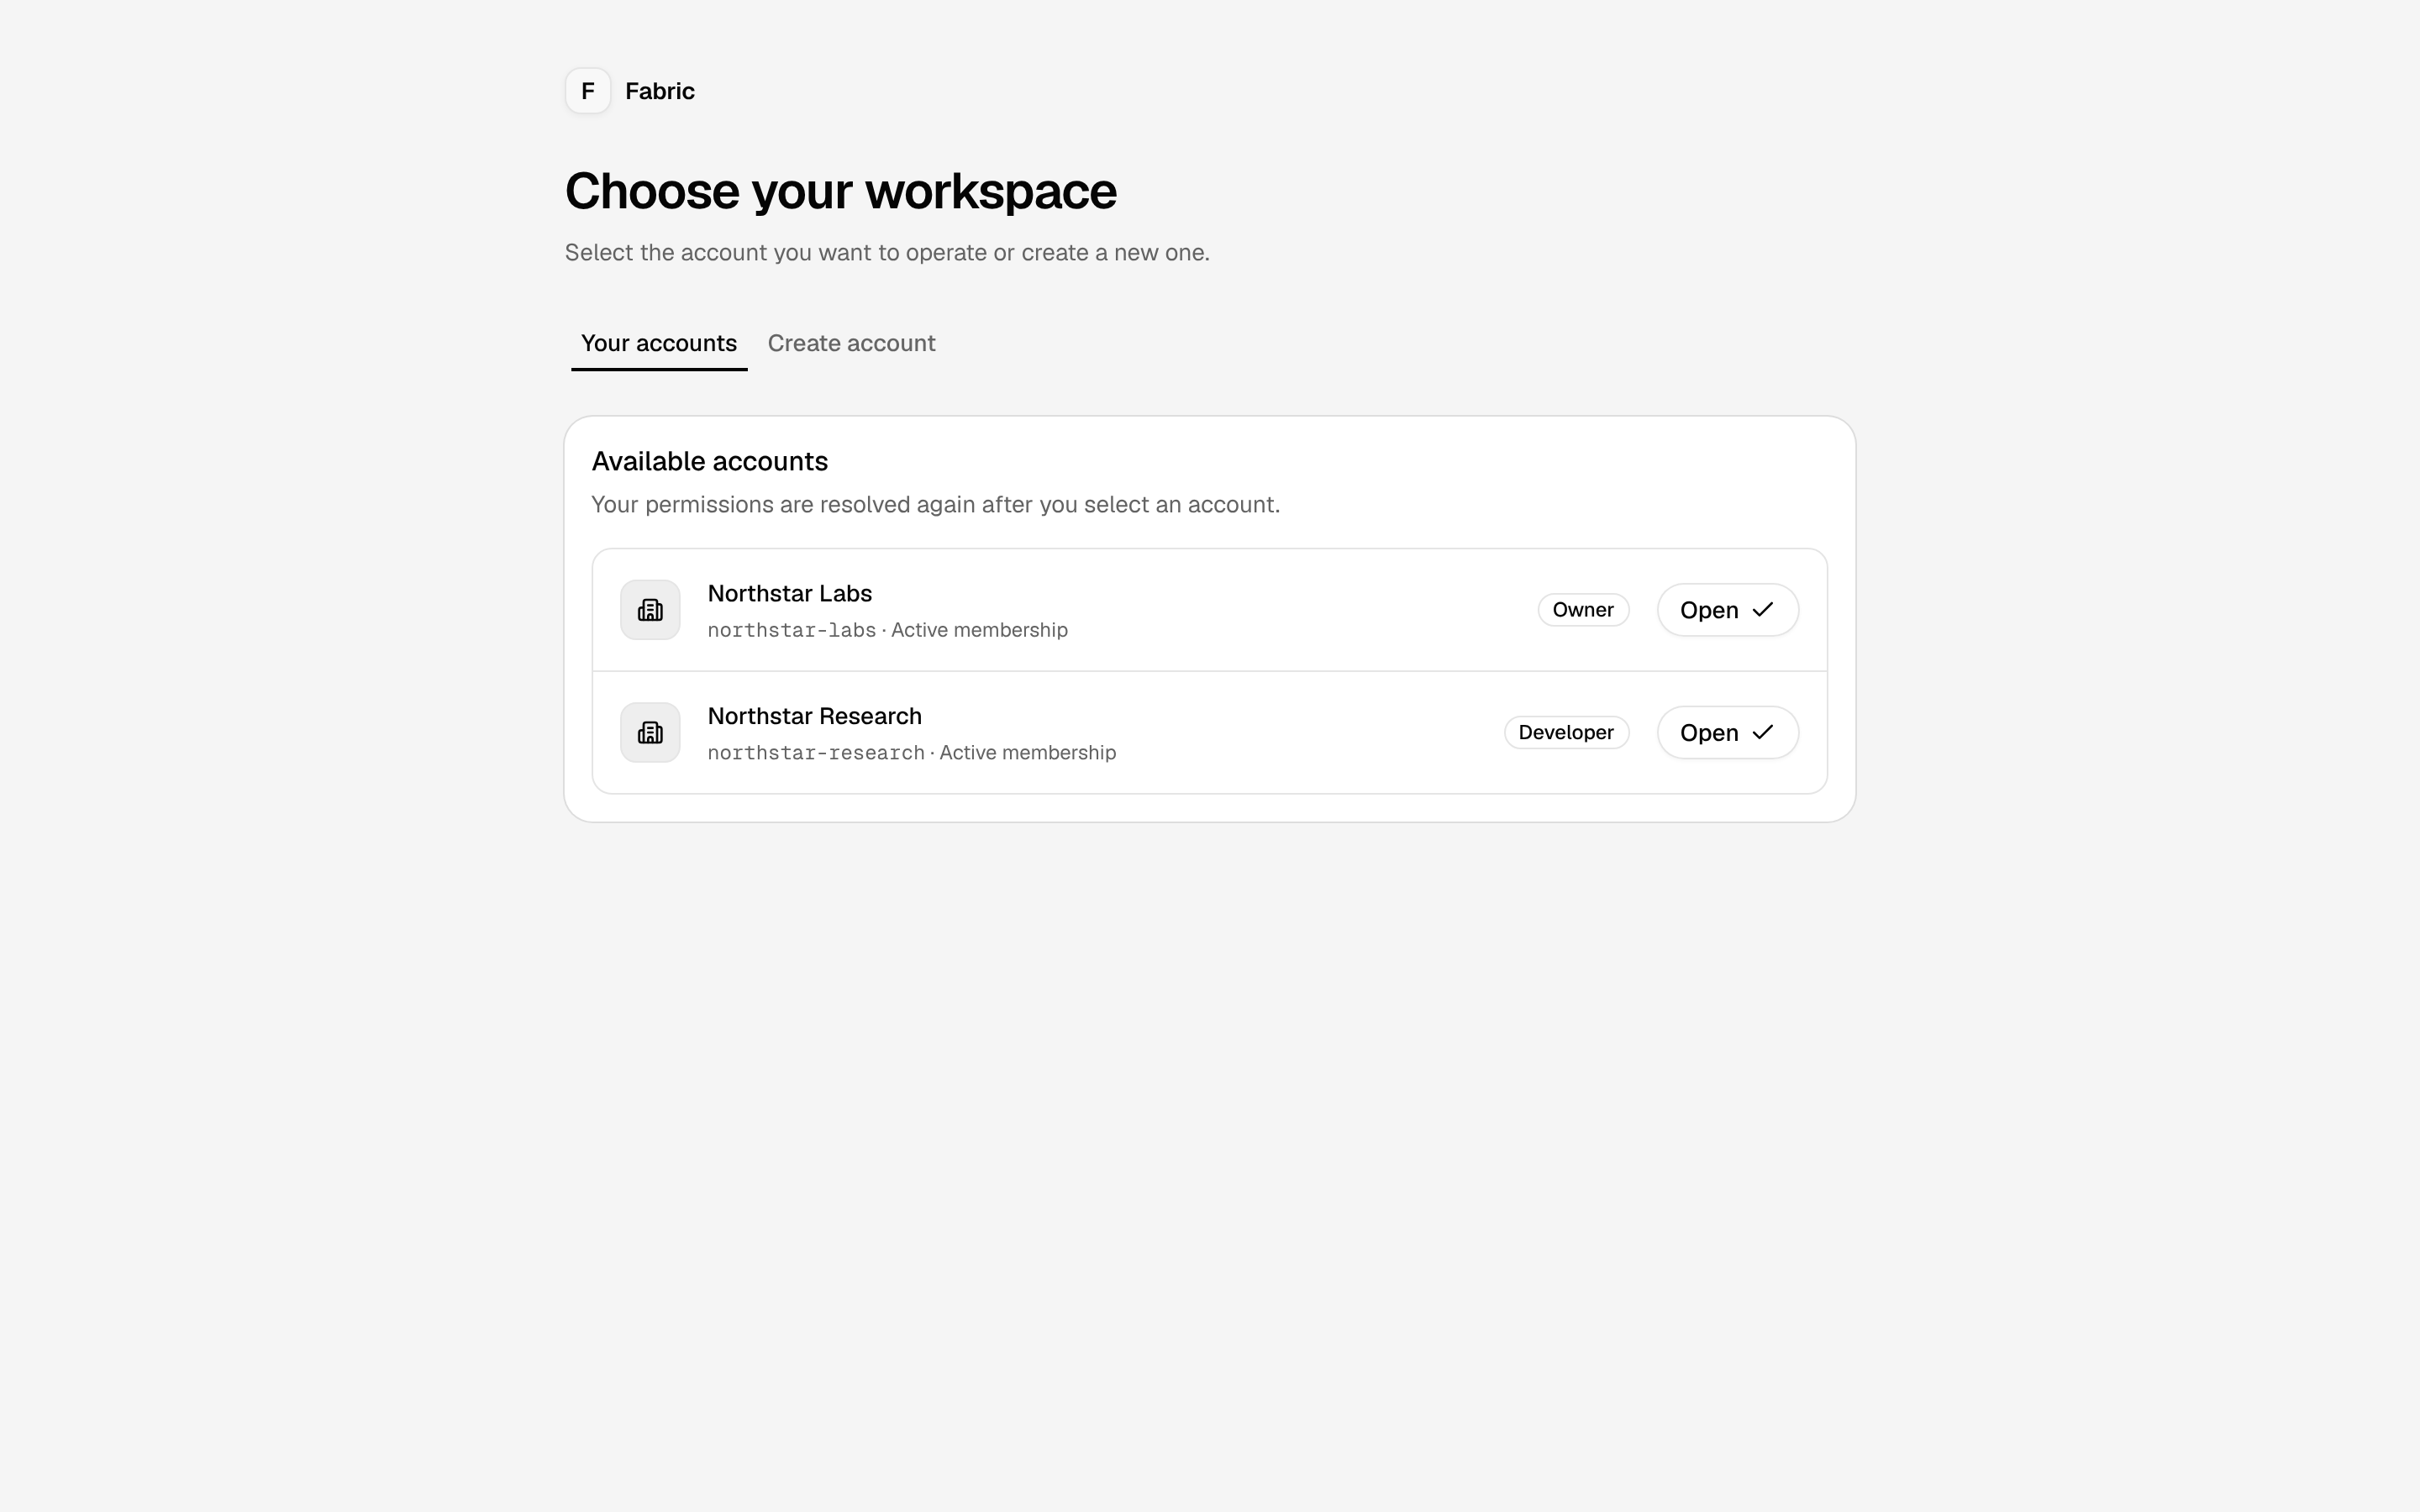 F Fabric
Choose your workspace
Select the account you want to operate or create a new one.
Your accounts Create account
Available accounts
Your permissions are resolved again after you select an account.
Northstar Labs
northstar-labs · Active membership
Owner Open
Northstar Research
northstar-research · Active membership
Developer Open